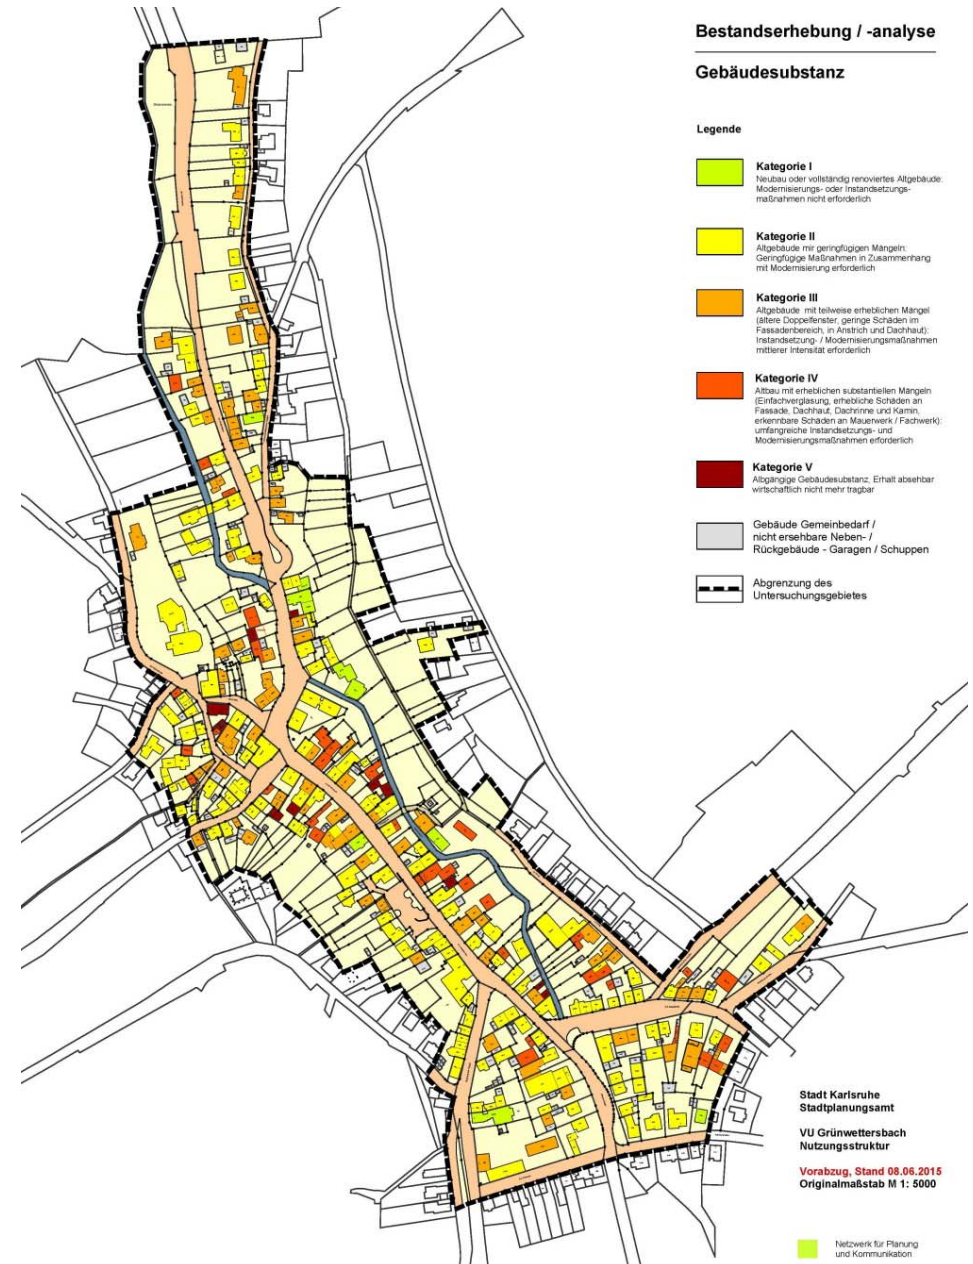 Bestandserhebung / -analyse
Gebäudesubstanz
Legende
Kategorie I
Neubau oder vollständig renoviertes Altgebäude:
Modernisierungs- oder Instandsetzungs-
maßnahmen nicht erforderlich
Kategorie II
Altgebäude mir geringfügigen Mängeln:
Geringfügige Maßnahmen in Zusammenhang
mit Modernisierung erforderlich
Kategorie III
Altgebäude mit teilweise erheblichen Mängel
(ältere Doppelfenster, geringe Schäden im
Fassadenbereich, in Anstrich und Dachhaut):
Instandsetzung- / Modernisierungsmaßnahmen
mittlerer Intensität erforderlich
Kategorie IV
Altbau mit erheblichen substantiellen Mängeln
(Einfachverglasung, erhebliche Schäden an
Fassade, Dachhaut, Dachrinne und Kamin,
erkennbare Schäden an Mauerwerk / Fachwerk):
umfangreiche Instandsetzungs- und
Modernisierungsmaßnahmen erforderlich
Kategorie V
Abgängige Gebäudesubstanz, Erhalt absehbar
wirtschaftlich nicht mehr tragbar
Gebäude Gemeinbedarf /
nicht ersehbare Neben- /
Rückgebäude - Garagen / Schuppen
Abgrenzung des
Untersuchungsgebietes
Stadt Karlsruhe
Stadtplanungsamt
VU Grünwettersbach
Nutzungsstruktur
Vorabzug, Stand 08.06.2015
Originalmaßstab M 1: 5000
Netzwerk für Planung
und Kommunikation